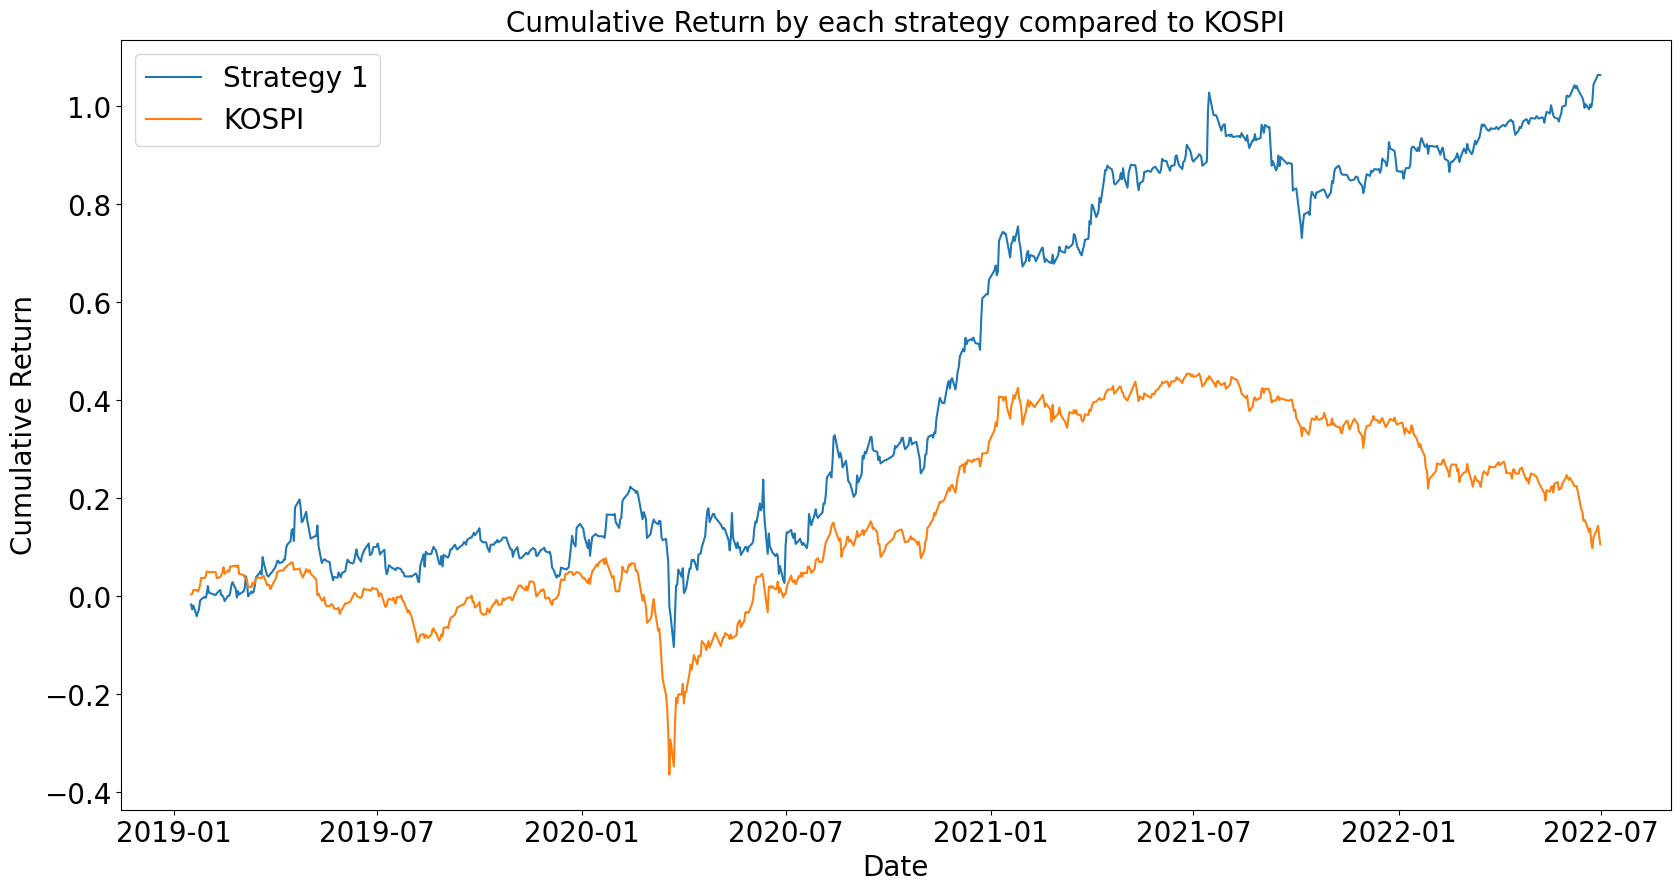 Cumulative Return by each strategy compared to KOSPI
Strategy 1
KOSPI
Cumulative Return
1.0
0.8
0.6
0.4
0.2
0.0
−0.2
−0.4
2019-01 2019-07 2020-01 2020-07 2021-01 2021-07 2022-01 2022-07
Date